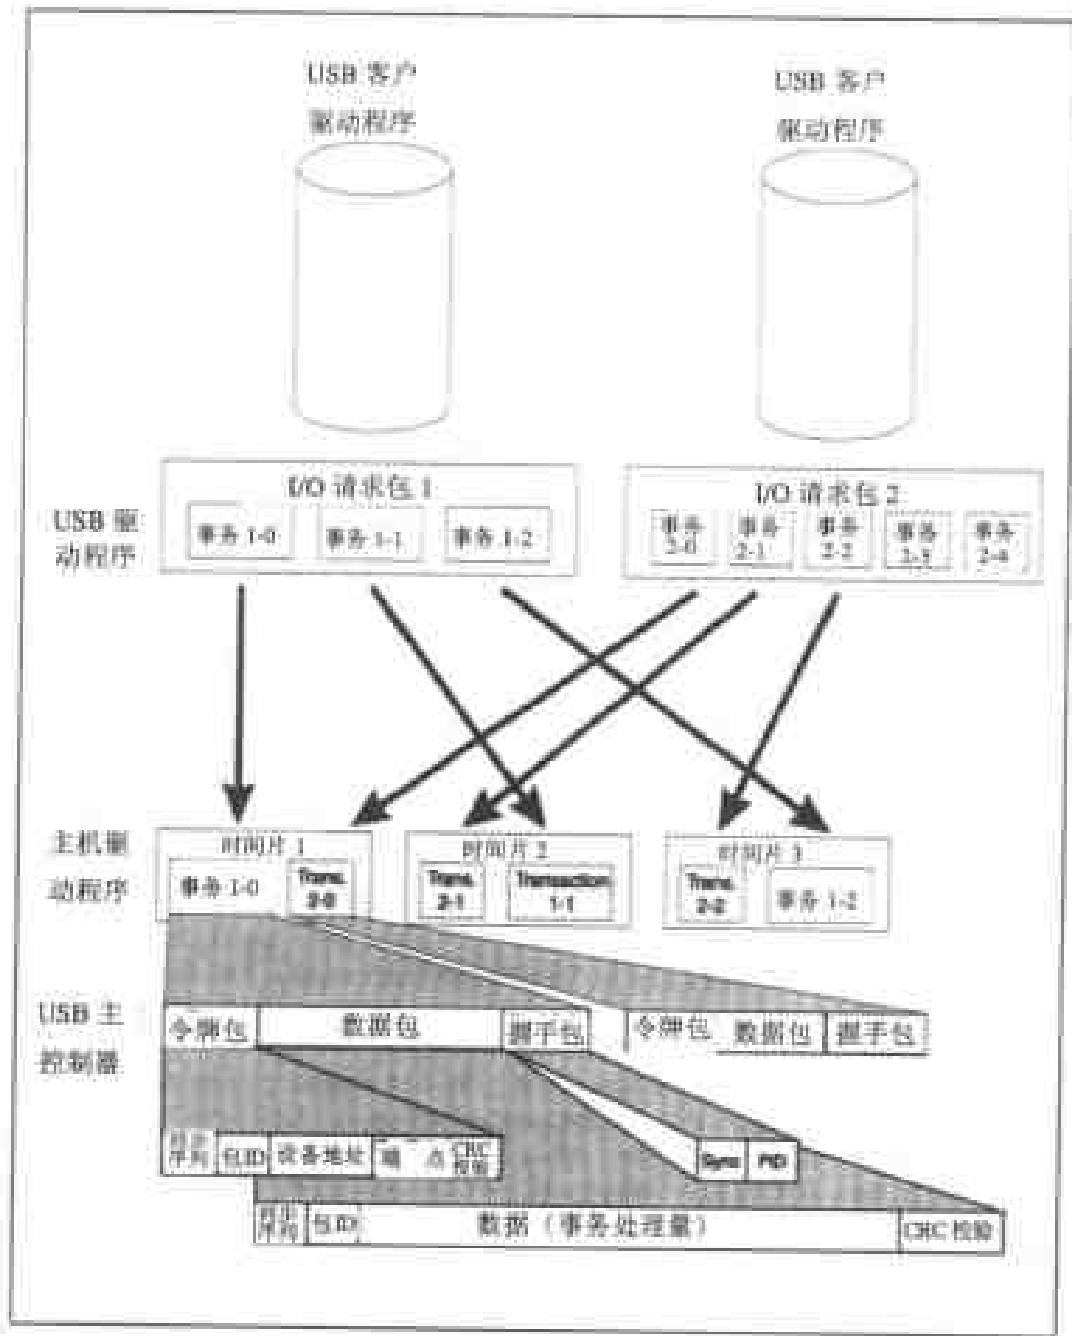 USB 客户
驱动程序
USB 客户
驱动程序
I/O 请求包 1
事务 1-0
事务 1-1
事务 1-2
I/O 请求包 2
事务
2-0
事务
2-1
事务
2-2
事务
2-3
事务
2-4
USB 驱
动程序
主机量
动程序
时间片 1
事务 1-0
Trans.
2-0
时间片 2
Trans.
2-1
Transaction
1-1
时间片 3
Trans.
2-2
事务 1-2
USB 主
控制器
令牌包
数据包
握手包
令牌包
数据包
握手包
序列
包ID
设备地址
端 点
CRC
校验
Sync
PID
序列
包ID
数据（事务处理量）
CRC 校验